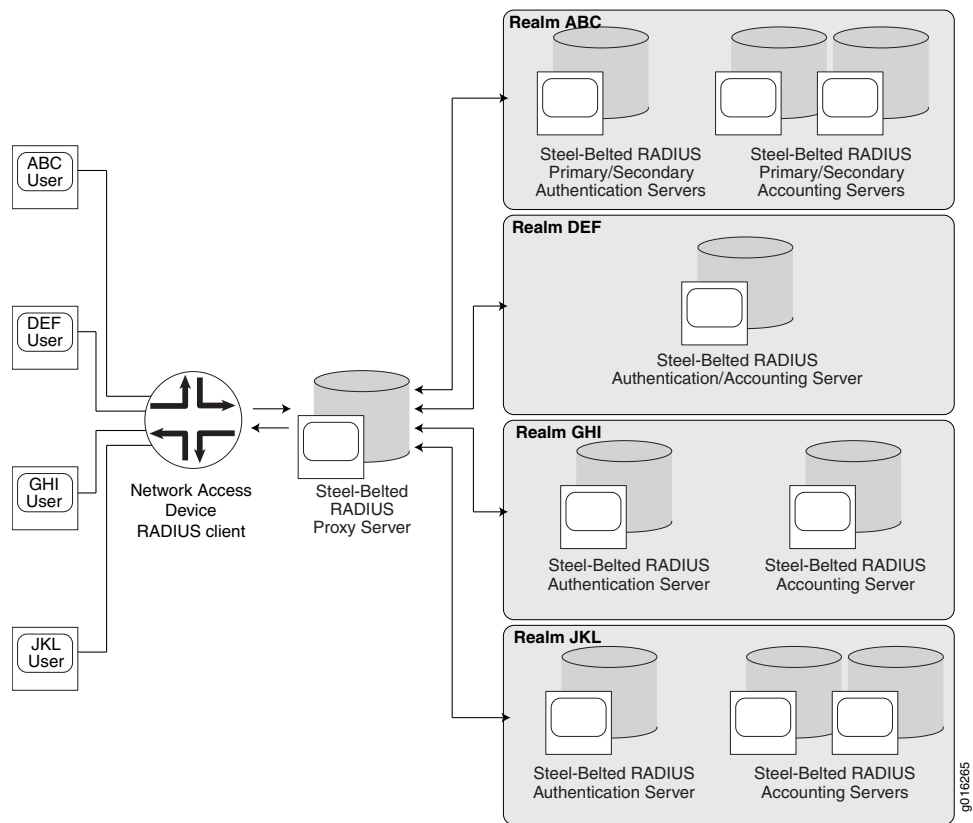 Realm ABC
Steel-Belted RADIUS
Primary/Secondary
Authentication Servers
Steel-Belted RADIUS
Primary/Secondary
Accounting Servers
ABC
User
Realm DEF
Steel-Belted RADIUS
Authentication/Accounting Server
DEF
User
Network Access
Device
RADIUS client
Steel-Belted
RADIUS
Proxy Server
Realm GHI
Steel-Belted RADIUS
Authentication Server
Steel-Belted RADIUS
Accounting Server
GHI
User
Realm JKL
Steel-Belted RADIUS
Authentication Server
Steel-Belted RADIUS
Accounting Servers
JKL
User
g016265